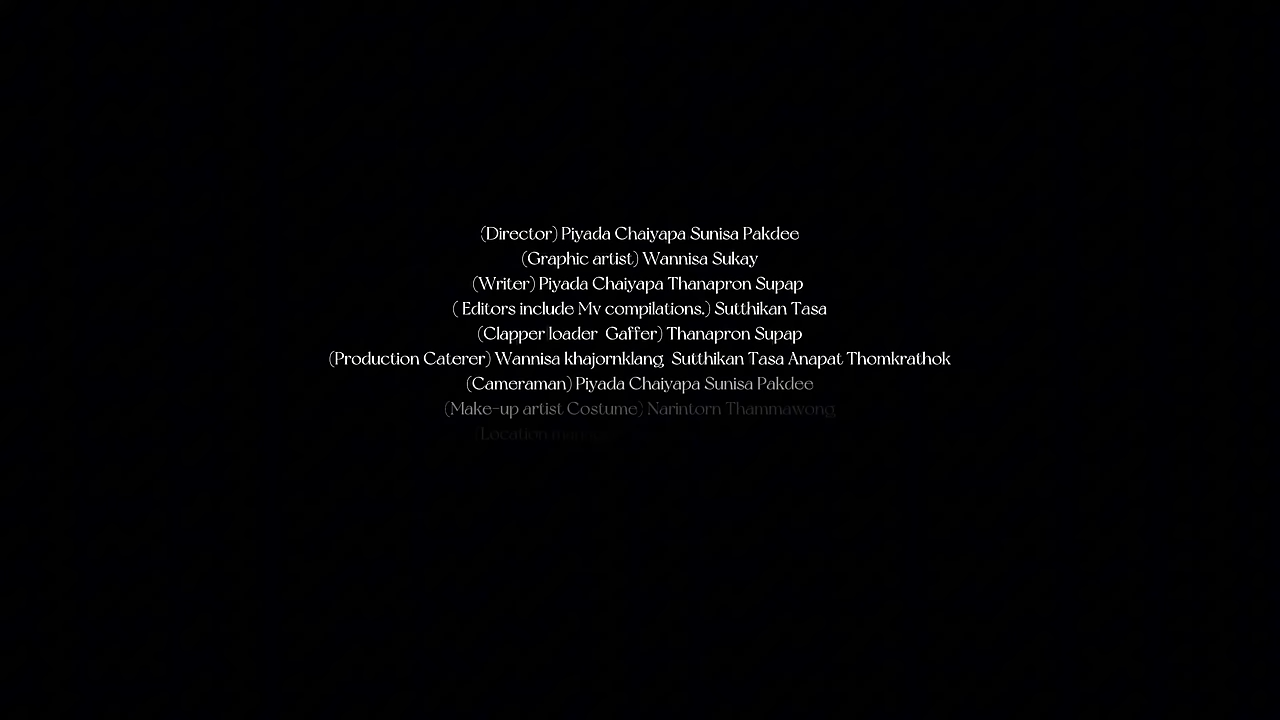 (Director) Piyada Chaiyapa Sunisa Pakdee
(Graphic artist) Wannisa Sukay
(Writer) Piyada Chaiyapa Thanapron Supap
( Editors include Mv compilations.) Sutthikan Tasa
(Clapper loader  Gaffer) Thanapron Supap
(Production Caterer) Wannisa khajornklang  Sutthikan Tasa Anapat Thomkrathok
(Cameraman) Piyada Chaiyapa Sunisa Pakdee
(Make-up artist Costume) Narintorn Thammawong
(Location